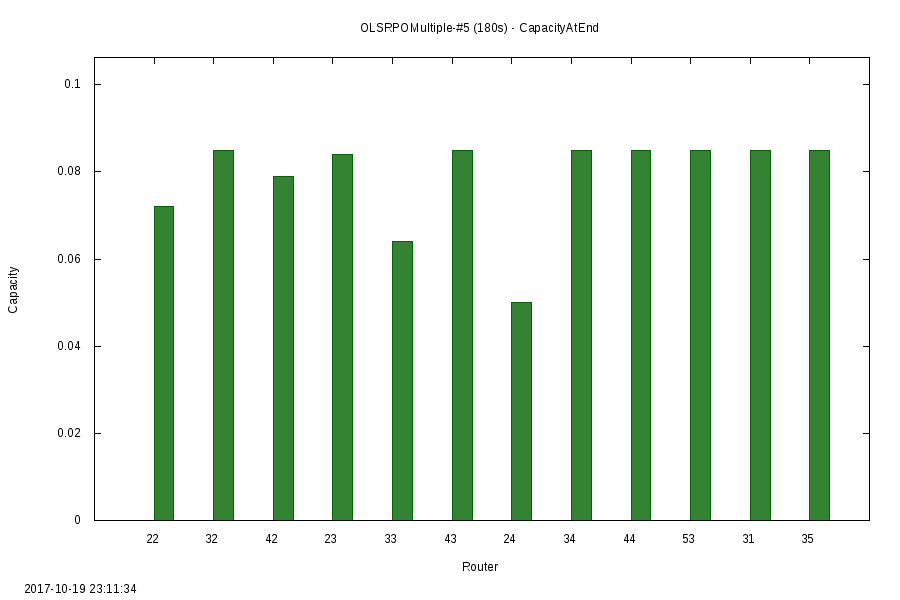 OLSRPOMultiple-#5 (180s) - CapacityAtEnd
0.1
0.08
0.06
0.04
0.02
0
Capacity
22 32 42 23 33 43 24 34 44 53 31 35
Router
2017-10-19 23:11:34